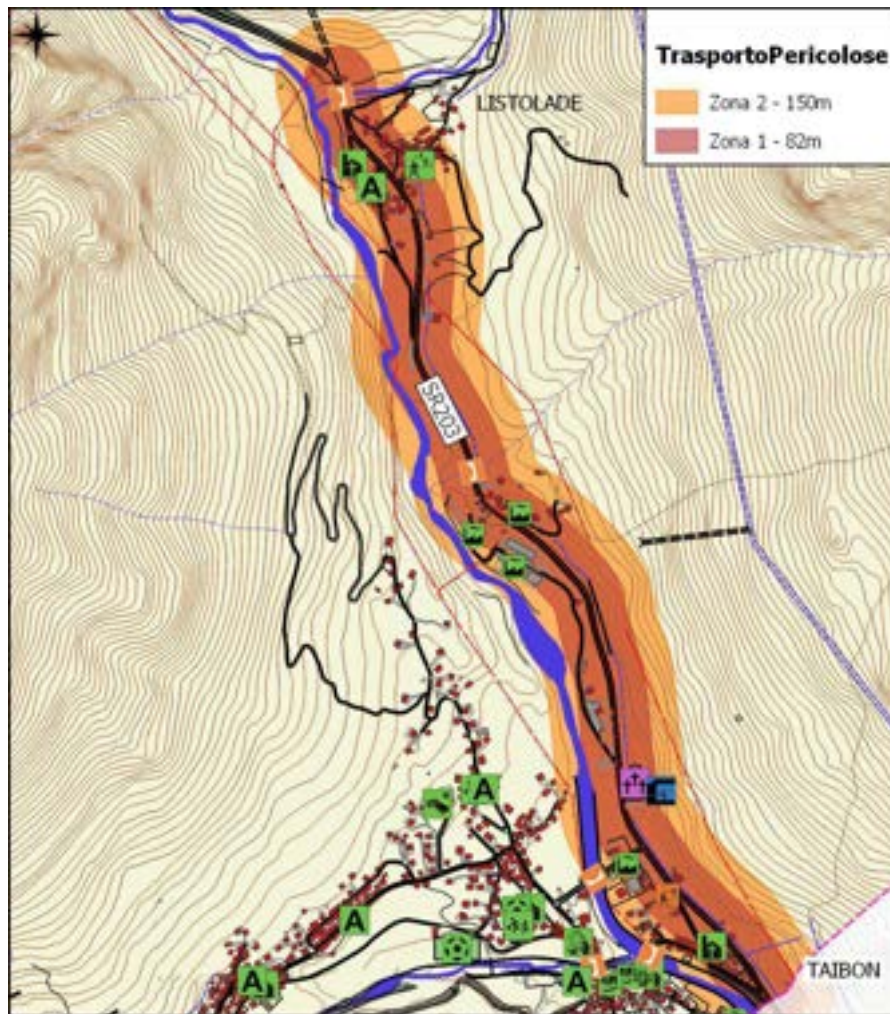 TrasportoPericolose
Zona 2 - 150m
Zona 1 - 82m
LISTOLADE
A
SR203
A
A
A
A
TAIBON